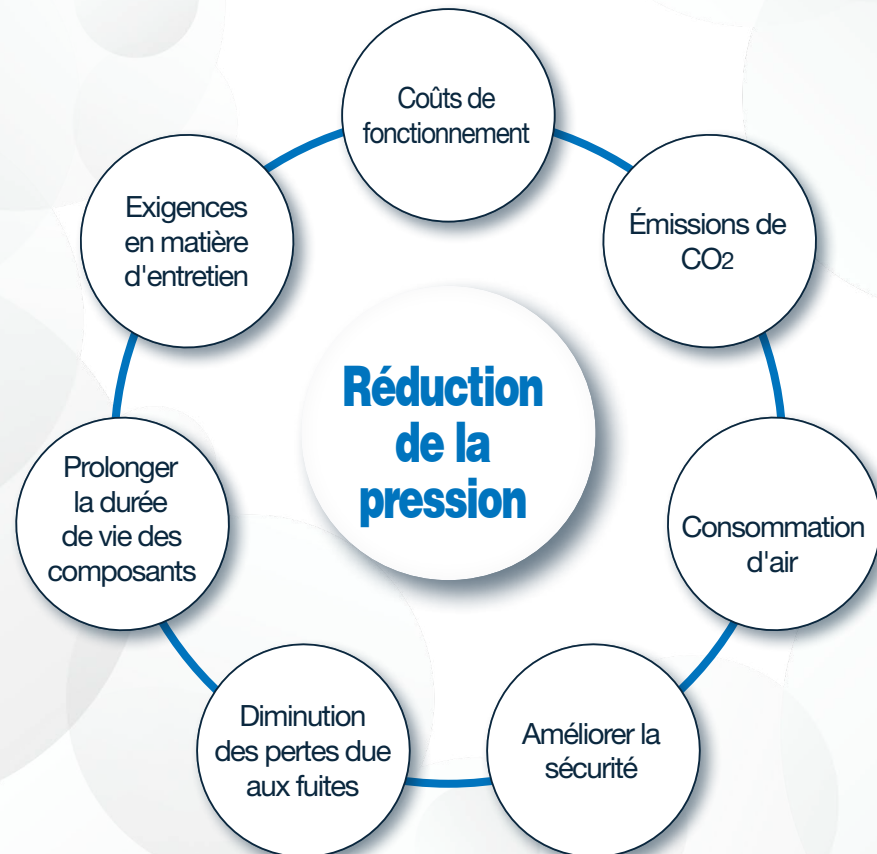 Coûts de
fonctionnement
Émissions de
CO2
Consommation
d'air
Améliorer la
sécurité
Diminution
des pertes due
aux fuites
Prolonger
la durée
de vie des
composants
Exigences
en matière
d'entretien
Réduction
de la
pression